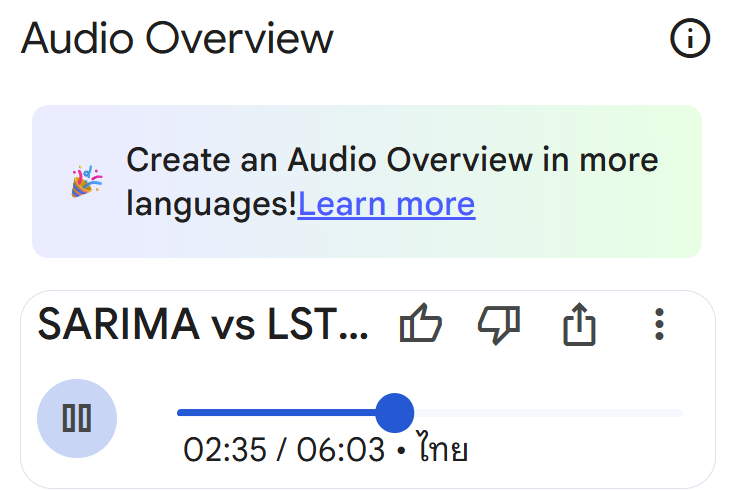 Audio Overview
Create an Audio Overview in more
languages!Learn more
SARIMA vs LST...
02:35 / 06:03 • ไทย